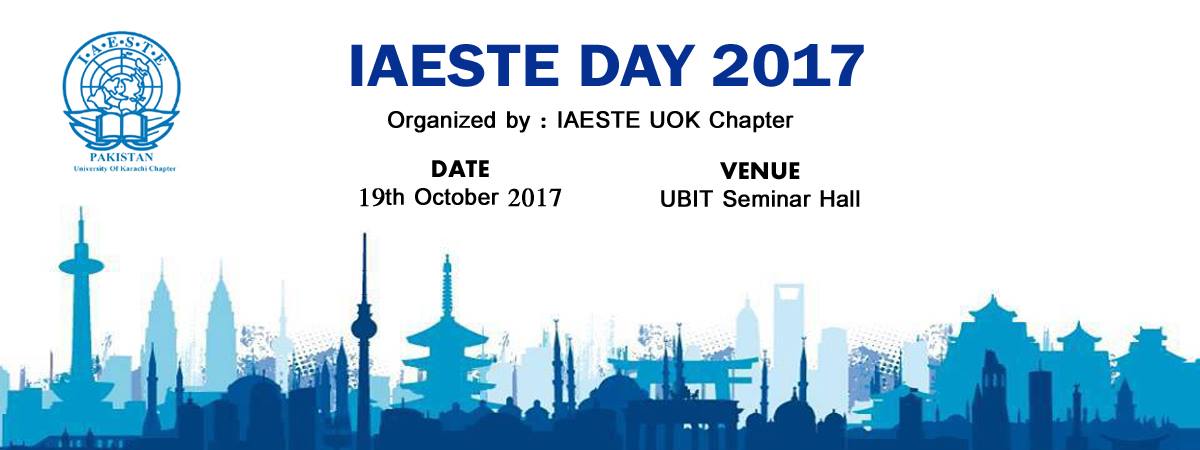 I·A·E·S·T·E
PAKISTAN
University Of Karachi Chapter
IAESTE DAY 2017
Organized by : IAESTE UOK Chapter
DATE
19th October 2017
VENUE
UBIT Seminar Hall